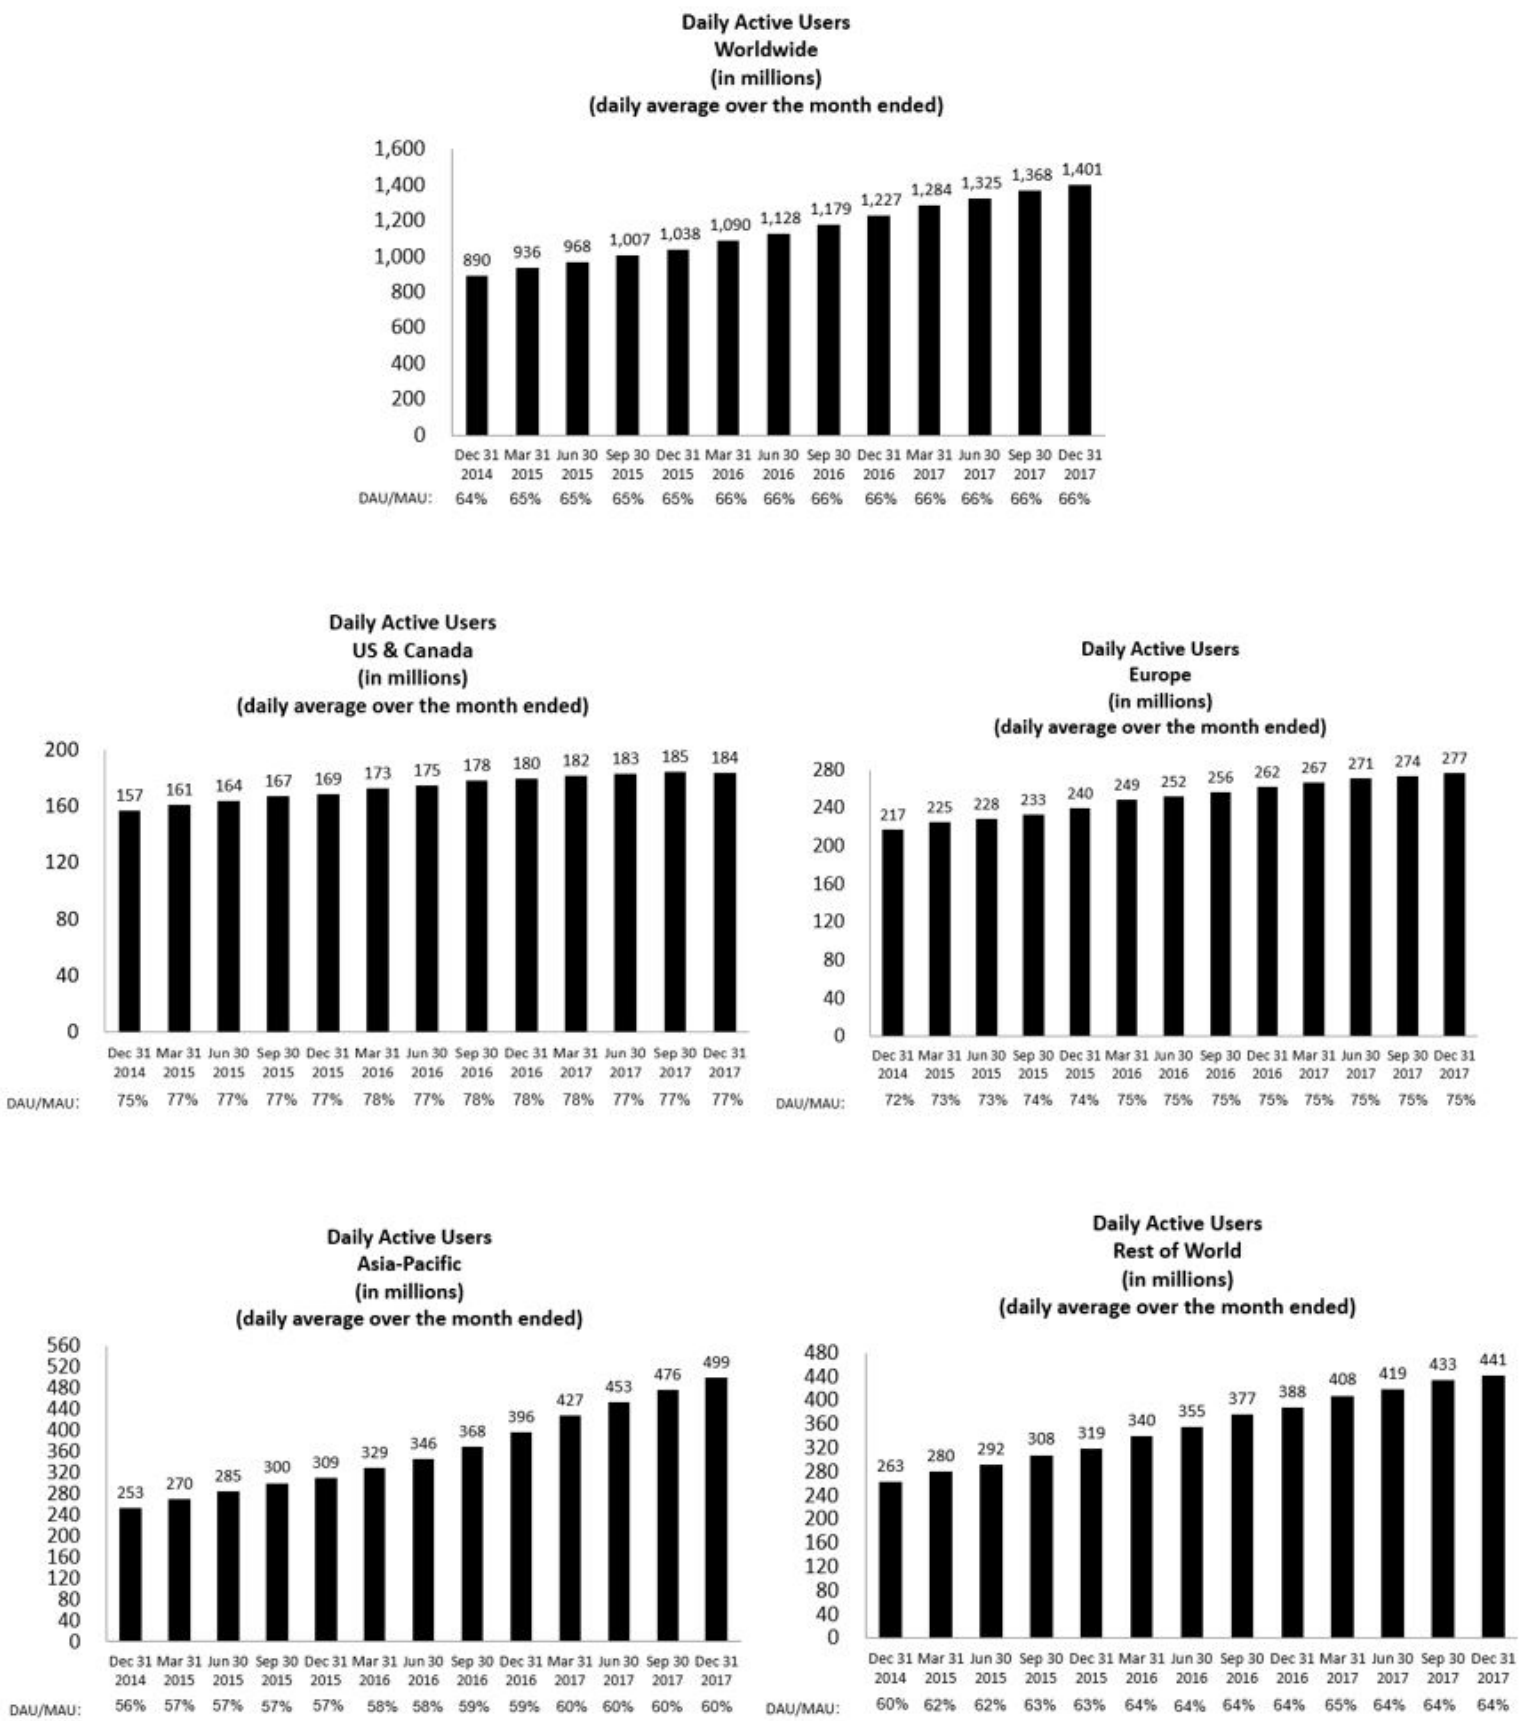 Daily Active Users
Worldwide
(in millions)
(daily average over the month ended)
1,600
1,400
1,200
1,000
800
600
400
200
0
890 936 968 1,007 1,038 1,090 1,128 1,179 1,227 1,284 1,325 1,368 1,401
Dec 31 Mar 31 Jun 30 Sep 30 Dec 31 Mar 31 Jun 30 Sep 30 Dec 31 Mar 31 Jun 30 Sep 30 Dec 31
2014 2015 2015 2015 2015 2016 2016 2016 2016 2017 2017 2017 2017
DAU/MAU: 64% 65% 65% 65% 65% 66% 66% 66% 66% 66% 66% 66% 66%
Daily Active Users
US & Canada
(in millions)
(daily average over the month ended)
200
160
120
80
40
0
157 161 164 167 169 173 175 178 180 182 183 185 184
Dec 31 Mar 31 Jun 30 Sep 30 Dec 31 Mar 31 Jun 30 Sep 30 Dec 31 Mar 31 Jun 30 Sep 30 Dec 31
2014 2015 2015 2015 2015 2016 2016 2016 2016 2017 2017 2017 2017
DAU/MAU: 75% 77% 77% 77% 77% 78% 77% 78% 78% 78% 77% 77% 77%
Daily Active Users
Europe
(in millions)
(daily average over the month ended)
280
240
200
160
120
80
40
0
217 225 228 233 240 249 252 256 262 267 271 274 277
Dec 31 Mar 31 Jun 30 Sep 30 Dec 31 Mar 31 Jun 30 Sep 30 Dec 31 Mar 31 Jun 30 Sep 30 Dec 31
2014 2015 2015 2015 2015 2016 2016 2016 2016 2017 2017 2017 2017
DAU/MAU: 72% 73% 73% 74% 74% 75% 75% 75% 75% 75% 75% 75% 75%
Daily Active Users
Asia-Pacific
(in millions)
(daily average over the month ended)
560
520
480
440
400
360
320
280
240
200
160
120
80
40
0
253 270 285 300 309 329 346 368 396 427 453 476 499
Dec 31 Mar 31 Jun 30 Sep 30 Dec 31 Mar 31 Jun 30 Sep 30 Dec 31 Mar 31 Jun 30 Sep 30 Dec 31
2014 2015 2015 2015 2015 2016 2016 2016 2016 2017 2017 2017 2017
DAU/MAU: 56% 57% 57% 57% 57% 58% 58% 59% 59% 60% 60% 60% 60%
Daily Active Users
Rest of World
(in millions)
(daily average over the month ended)
480
440
400
360
320
280
240
200
160
120
80
40
0
263 280 292 308 319 340 355 377 388 408 419 433 441
Dec 31 Mar 31 Jun 30 Sep 30 Dec 31 Mar 31 Jun 30 Sep 30 Dec 31 Mar 31 Jun 30 Sep 30 Dec 31
2014 2015 2015 2015 2015 2016 2016 2016 2016 2017 2017 2017 2017
DAU/MAU: 60% 62% 62% 63% 63% 64% 64% 64% 64% 65% 64% 64% 64%